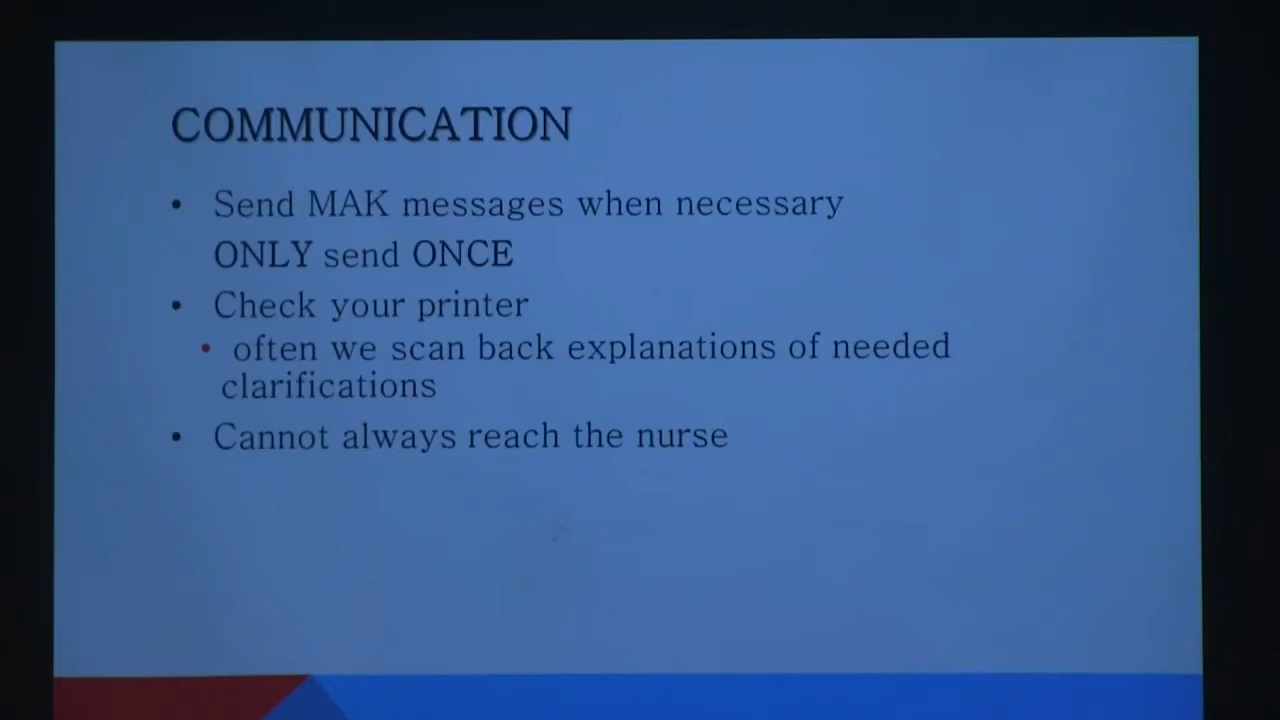 COMMUNICATION
• Send MAK messages when necessary
ONLY send ONCE
• Check your printer
• often we scan back explanations of needed
clarifications
• Cannot always reach the nurse